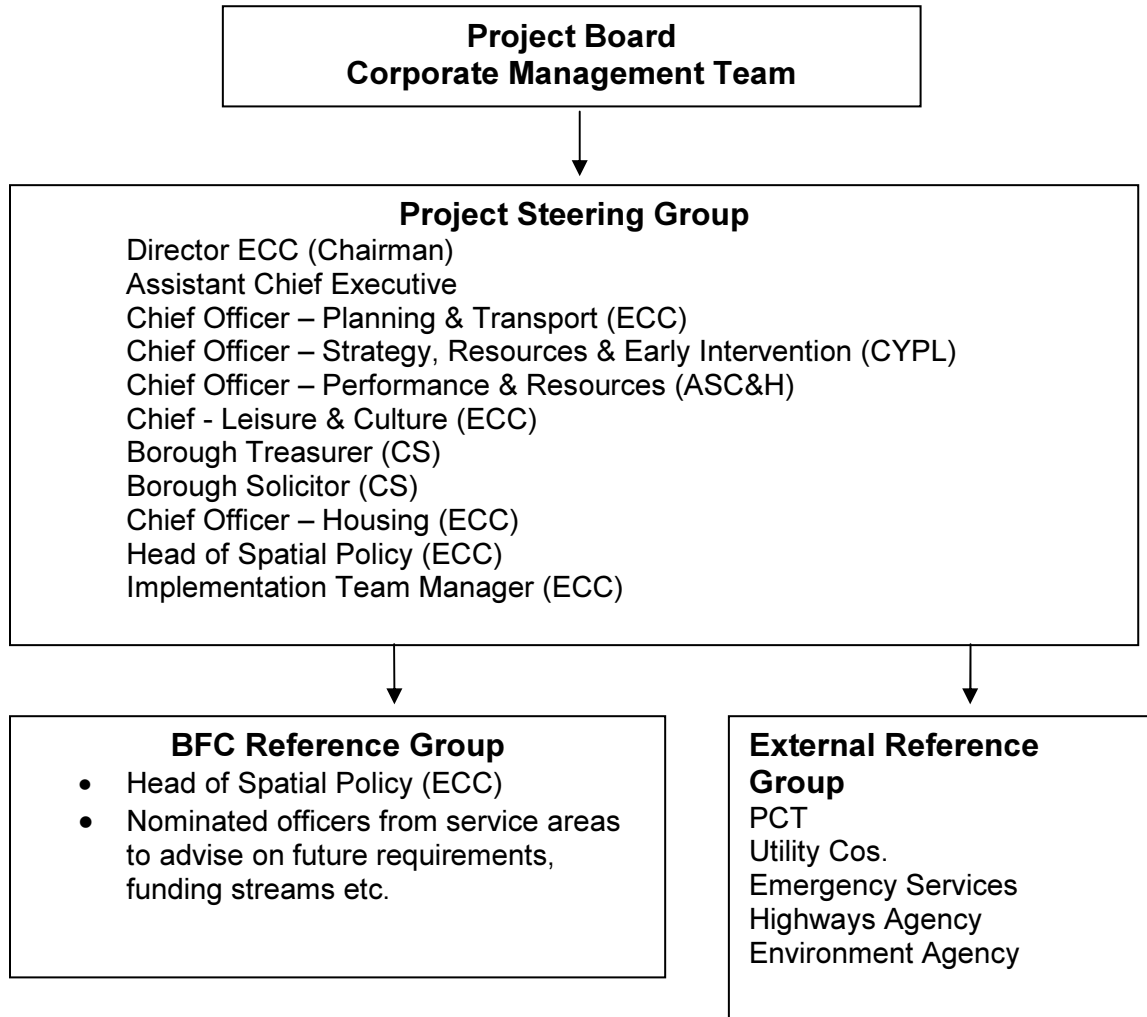 Project Board
Corporate Management Team
Project Steering Group
Director ECC (Chairman)
Assistant Chief Executive
Chief Officer – Planning & Transport (ECC)
Chief Officer – Strategy, Resources & Early Intervention (CYPL)
Chief Officer – Performance & Resources (ASC&H)
Chief - Leisure & Culture (ECC)
Borough Treasurer (CS)
Borough Solicitor (CS)
Chief Officer – Housing (ECC)
Head of Spatial Policy (ECC)
Implementation Team Manager (ECC)
BFC Reference Group
• Head of Spatial Policy (ECC)
• Nominated officers from service areas
to advise on future requirements,
funding streams etc.
External Reference
Group
PCT
Utility Cos.
Emergency Services
Highways Agency
Environment Agency